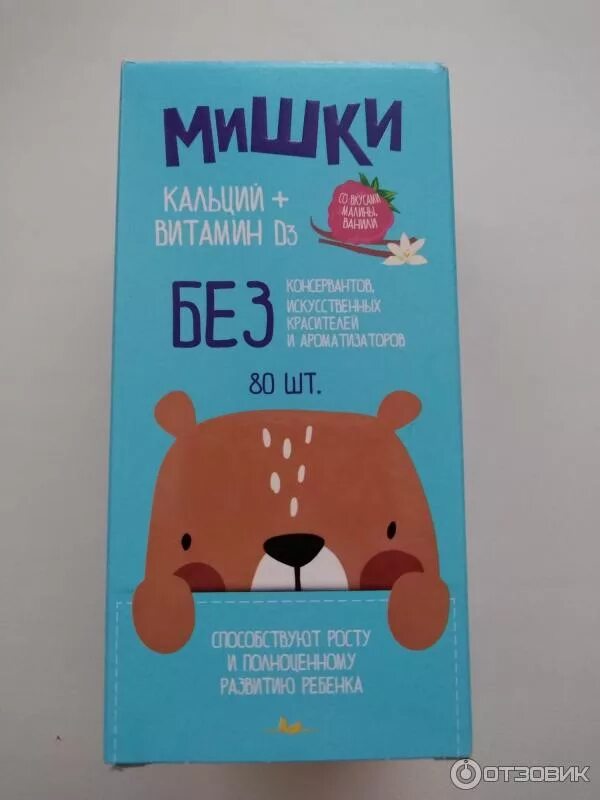 МИШКИ
КАЛЬЦИЙ +
ВИТАМИН D3
СО ВКУСАМИ
МАЛИНЫ,
ВАНИЛИ
БЕЗ
КОНСЕРВАНТОВ,
ИСКУССТВЕННЫХ
КРАСИТЕЛЕЙ
И АРОМАТИЗАТОРОВ
80 ШТ.
СПОСОБСТВУЮТ РОСТУ
И ПОЛНОЦЕННОМУ
РАЗВИТИЮ РЕБЕНКА
ОТЗОВИК